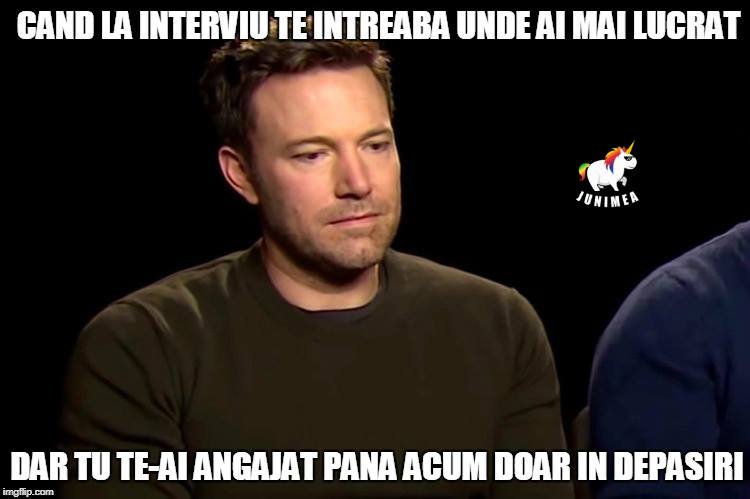 CAND LA INTERVIU TE INTREABA UNDE AI MAI LUCRAT
JUNIMEA
DAR TU TE-AI ANGAJAT PANA ACUM DOAR IN DEPASIRI
imgflip.com